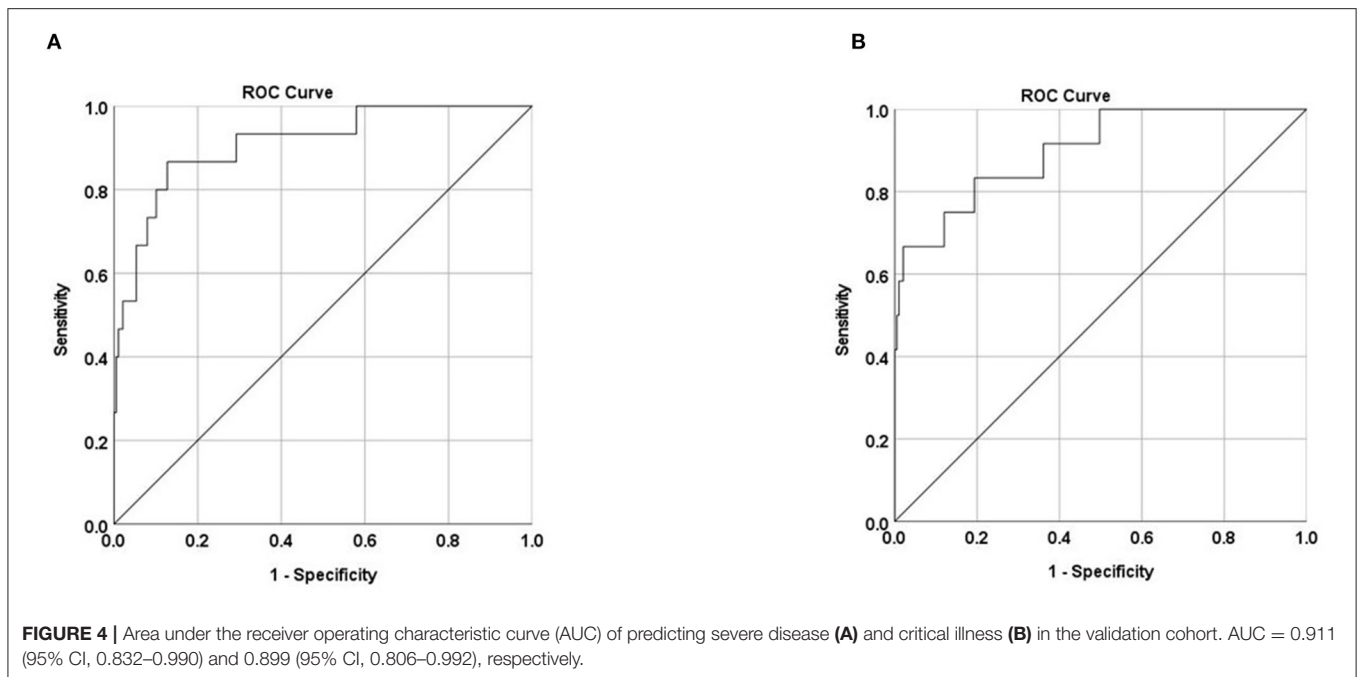 A
ROC Curve
1.0
0.8
0.6
0.4
0.2
0.0
Sensitivity
0.0 0.2 0.4 0.6 0.8 1.0
1 - Specificity
B
ROC Curve
1.0
0.8
0.6
0.4
0.2
0.0
Sensitivity
0.0 0.2 0.4 0.6 0.8 1.0
1 - Specificity
FIGURE 4 | Area under the receiver operating characteristic curve (AUC) of predicting severe disease (A) and critical illness (B) in the validation cohort. AUC = 0.911
(95% CI, 0.832–0.990) and 0.899 (95% CI, 0.806–0.992), respectively.